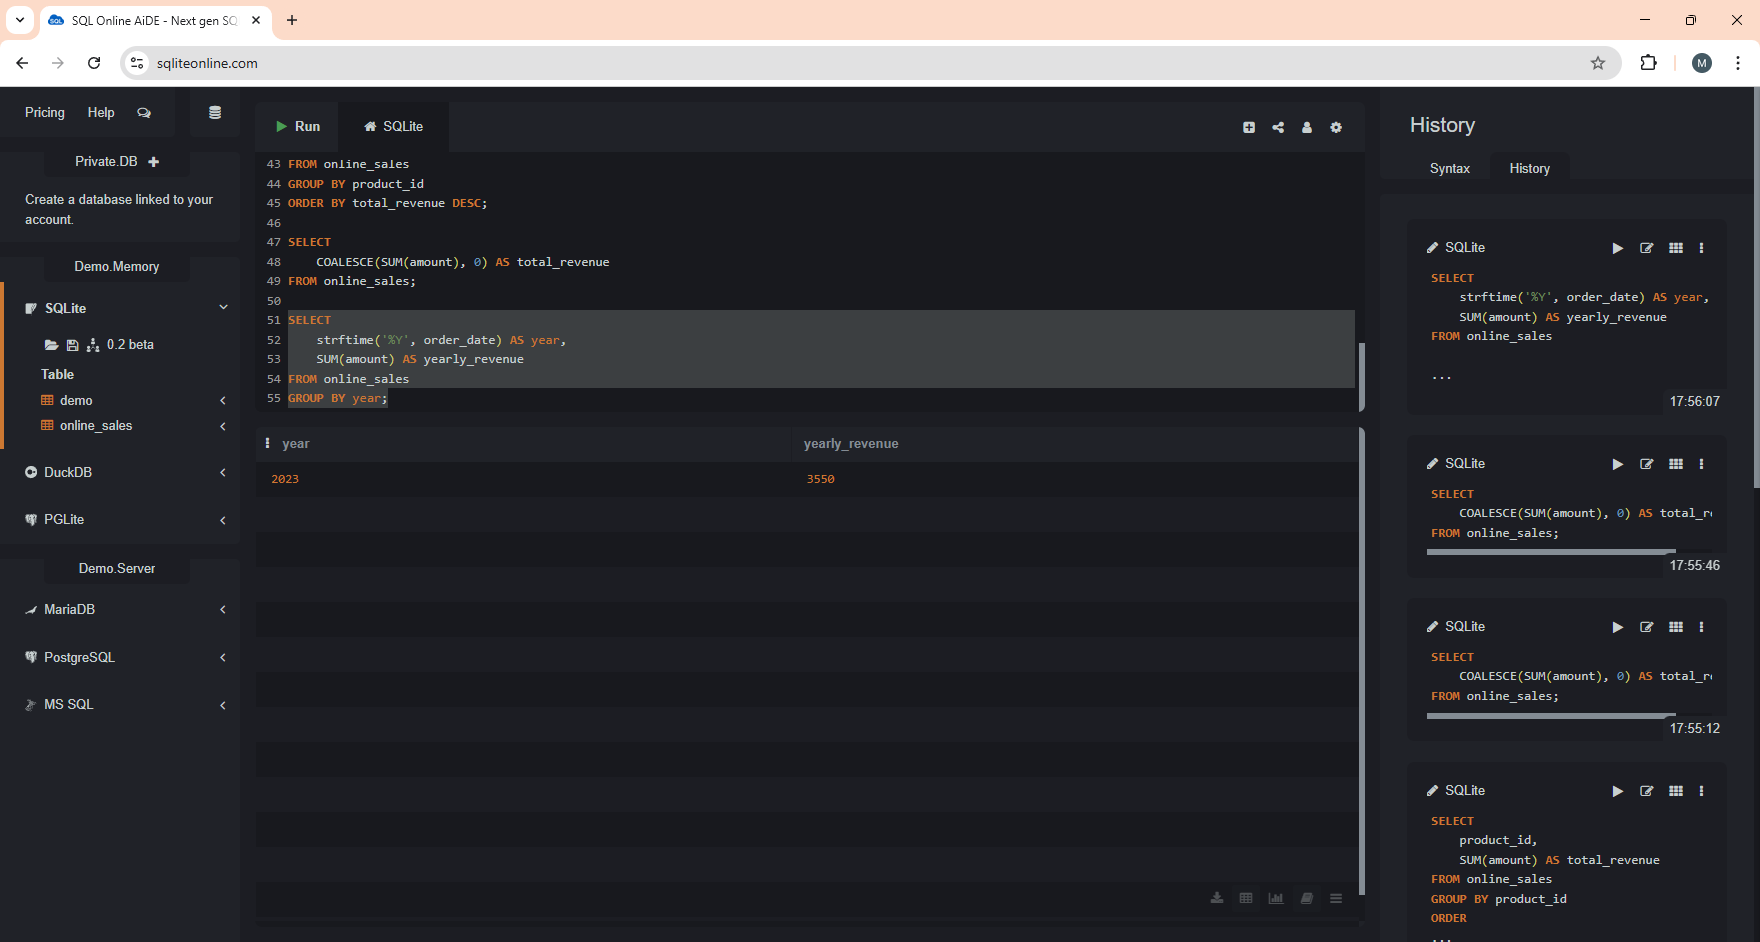 SQL Online AiDE - Next gen SQ
sqliteonline.com
M
Pricing
Help
Private.DB
Create a database linked to your
account.
Demo.Memory
SQLite
0.2 beta
Table
demo
online_sales
DuckDB
PGLite
Demo.Server
MariaDB
PostgreSQL
MS SQL
Run
SQLite
43 FROM online_sales
44 GROUP BY product_id
45 ORDER BY total_revenue DESC;
46
47 SELECT
48 COALESCE(SUM(amount), 0) AS total_revenue
49 FROM online_sales;
50
51 SELECT
52 strftime('%Y', order_date) AS year,
53 SUM(amount) AS yearly_revenue
54 FROM online_sales
55 GROUP BY year;
year yearly_revenue
2023 3550
History
Syntax History
SQLite
SELECT
strftime('%Y', order_date) AS year,
SUM(amount) AS yearly_revenue
FROM online_sales
...
17:56:07
SQLite
SELECT
COALESCE(SUM(amount), 0) AS total_r
FROM online_sales;
17:55:46
SQLite
SELECT
COALESCE(SUM(amount), 0) AS total_r
FROM online_sales;
17:55:12
SQLite
SELECT
product_id,
SUM(amount) AS total_revenue
FROM online_sales
GROUP BY product_id
ORDER
...